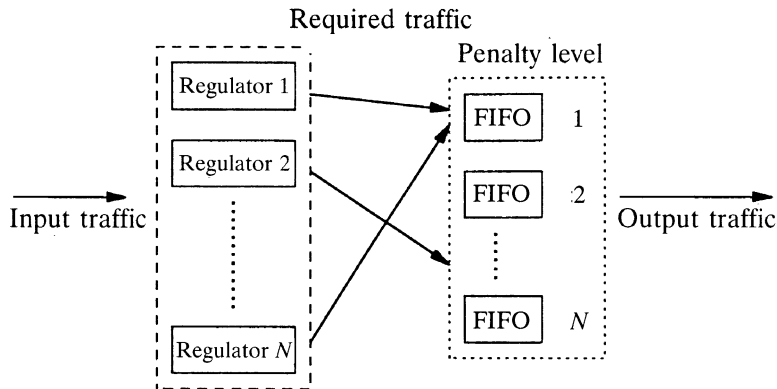 Required traffic
Penalty level
Regulator 1
FIFO 1
Regulator 2
FIFO 2
Input traffic
Output traffic
Regulator N
FIFO N